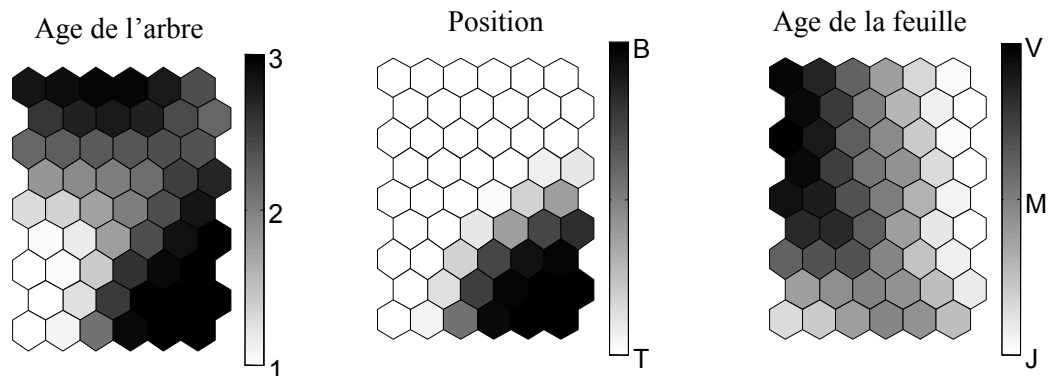 Age de l’arbre
Position
Age de la feuille
3
2
1
B
T
V
M
J